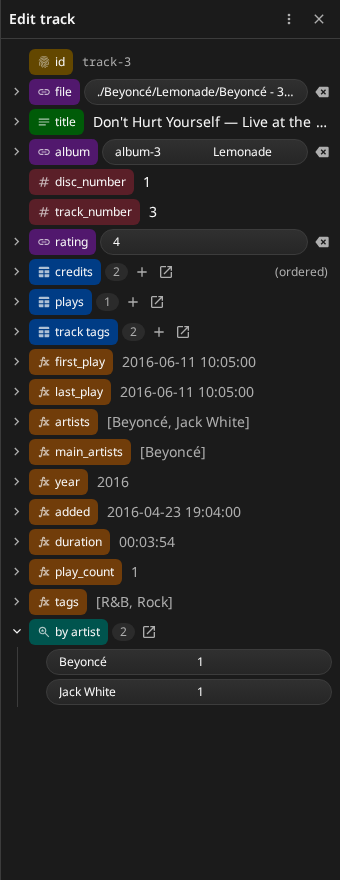 Edit track
id track-3
file ./Beyoncé/Lemonade/Beyoncé - 3...
title Don't Hurt Yourself — Live at the ...
album album-3 Lemonade
disc_number 1
track_number 3
rating 4
credits 2 (ordered)
plays 1
track tags 2
first_play 2016-06-11 10:05:00
last_play 2016-06-11 10:05:00
artists [Beyoncé, Jack White]
main_artists [Beyoncé]
year 2016
added 2016-04-23 19:04:00
duration 00:03:54
play_count 1
tags [R&B, Rock]
by artist 2
Beyoncé 1
Jack White 1